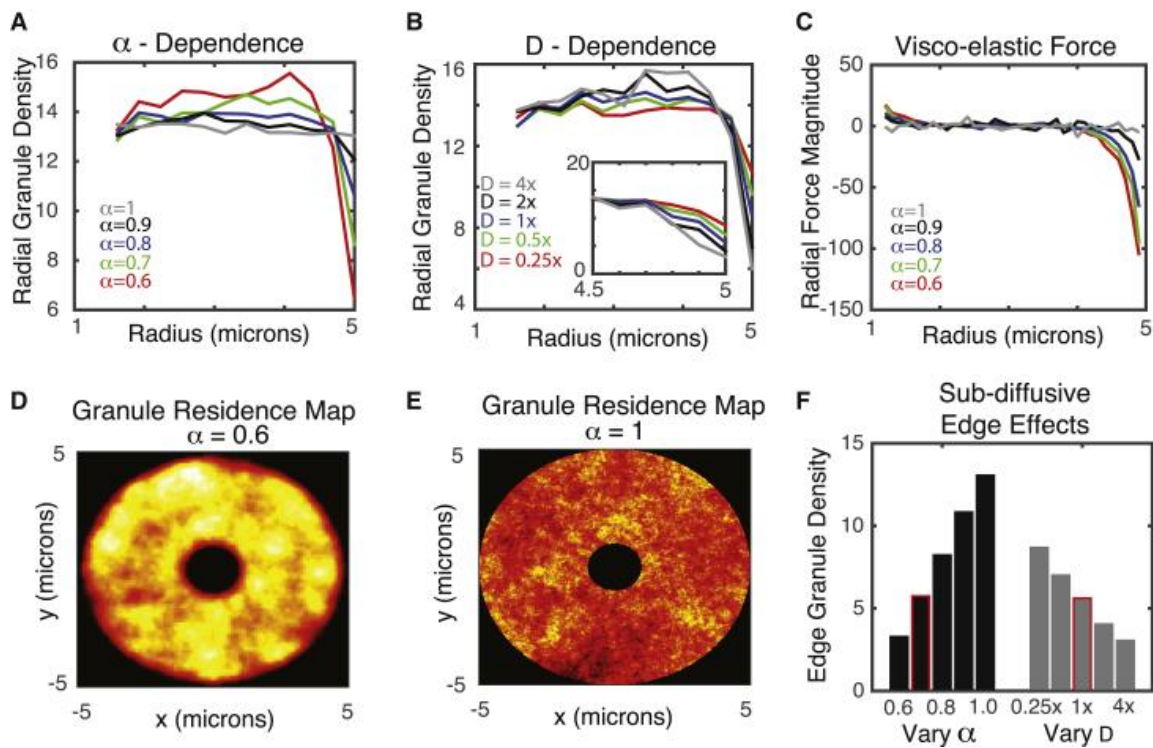 A
α - Dependence
Radial Granule Density
16
14
12
10
8
6
α=1
α=0.9
α=0.8
α=0.7
α=0.6
1
5
Radius (microns)
B
D - Dependence
Radial Granule Density
16
14
12
10
8
6
4
D = 4x
D = 2x
D = 1x
D = 0.5x
D = 0.25x
20
0
4.5
5
1
5
Radius (microns)
C
Visco-elastic Force
Radial Force Magnitude
50
0
-50
-100
-150
α=1
α=0.9
α=0.8
α=0.7
α=0.6
1
5
Radius (microns)
D
Granule Residence Map
α = 0.6
5
y (microns)
-5
-5
5
x (microns)
E
Granule Residence Map
α = 1
5
y (microns)
-5
-5
5
x (microns)
F
Sub-diffusive
Edge Effects
Edge Granule Density
15
10
5
0
0.6 0.8 1.0
0.25x 1x 4x
Vary α
Vary D